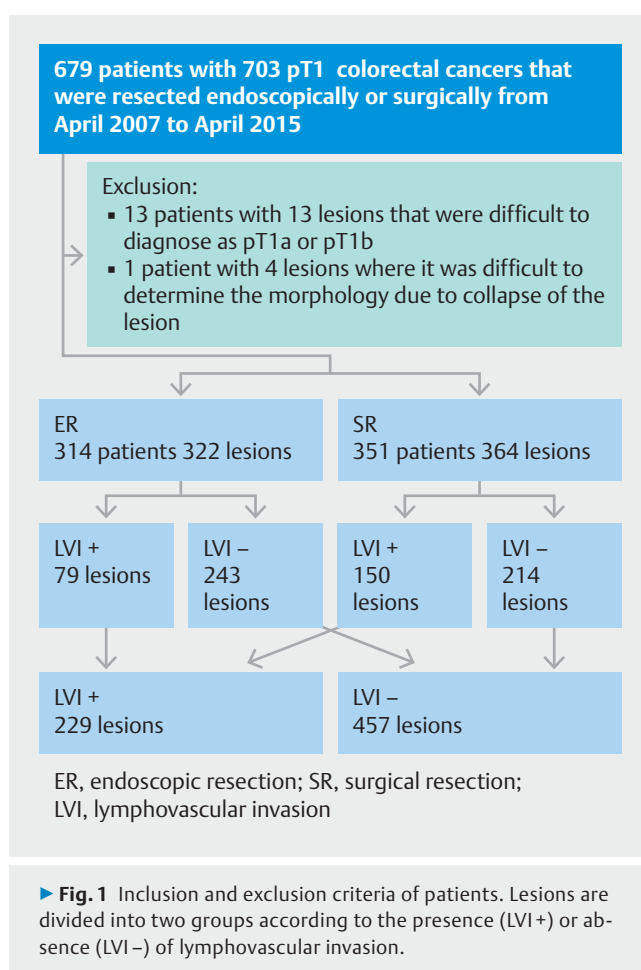 679 patients with 703 pT1 colorectal cancers that
were resected endoscopically or surgically from
April 2007 to April 2015
Exclusion:
▪ 13 patients with 13 lesions that were difficult to
diagnose as pT1a or pT1b
▪ 1 patient with 4 lesions where it was difficult to
determine the morphology due to collapse of the
lesion
ER
314 patients 322 lesions
SR
351 patients 364 lesions
LVI +
79 lesions
LVI –
243
lesions
LVI +
150
lesions
LVI –
214
lesions
LVI +
229 lesions
LVI –
457 lesions
ER, endoscopic resection; SR, surgical resection;
LVI, lymphovascular invasion
▶ Fig. 1 Inclusion and exclusion criteria of patients. Lesions are
divided into two groups according to the presence (LVI +) or ab-
sence (LVI –) of lymphovascular invasion.